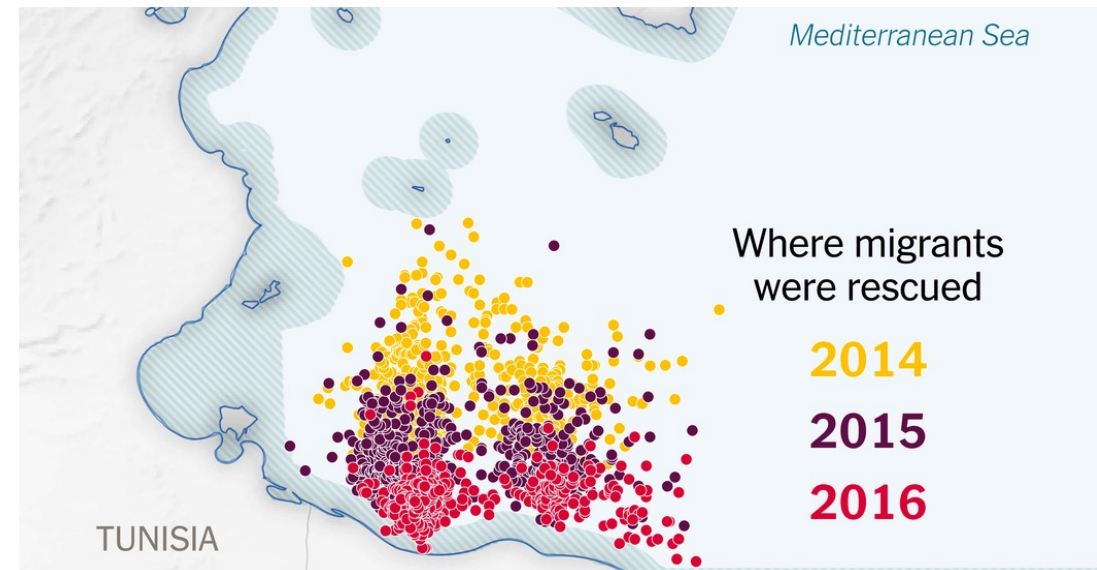 Mediterranean Sea
Where migrants
were rescued
2014
2015
2016
TUNISIA